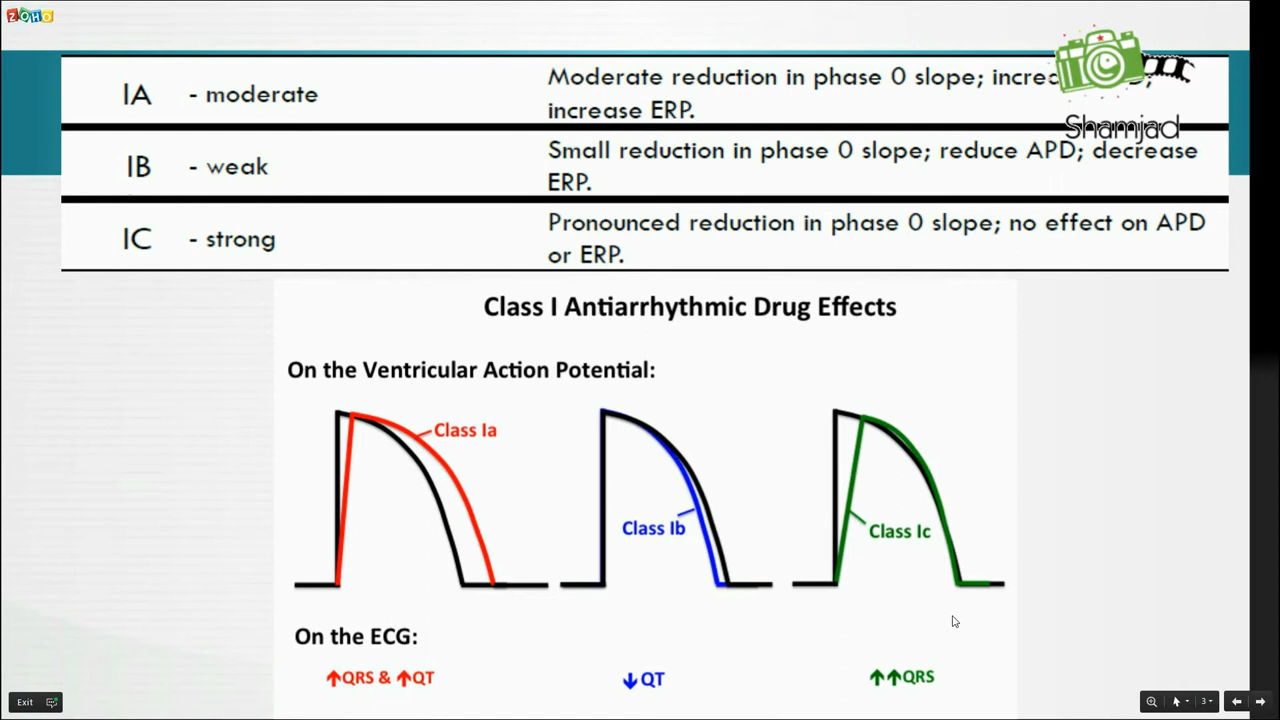 ZOHO
IA - moderate
Moderate reduction in phase 0 slope;
increase ERP.
Shamjad
IB - weak
Small reduction in phase 0 slope; reduce APD; decrease
ERP.
IC - strong
Pronounced reduction in phase 0 slope; no effect on APD
or ERP.
Class I Antiarrhythmic Drug Effects
On the Ventricular Action Potential:
Class Ia
Class Ib
Class Ic
On the ECG:
↑QRS & ↑QT
↓ QT
↑↑QRS
Exit
3